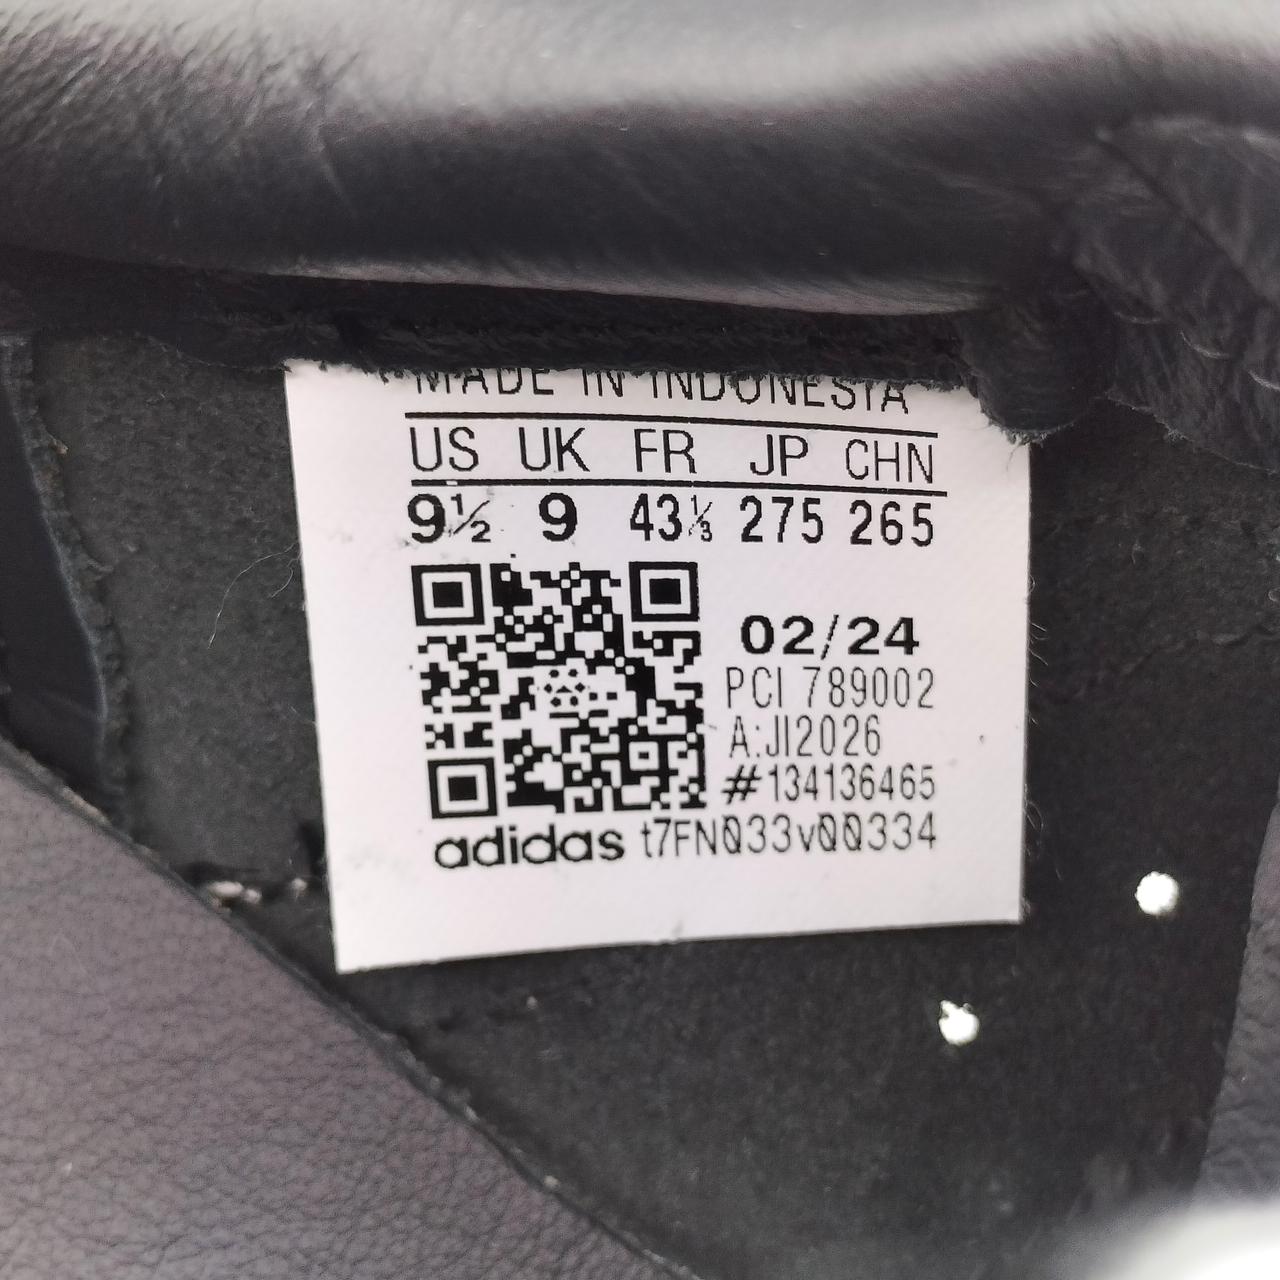 MADE IN INDONESIA
US UK FR JP CHN
9½ 9 43⅓ 275 265
02/24
PCI 789002
A:JI2026
#134136465
adidas t7FN033v00334